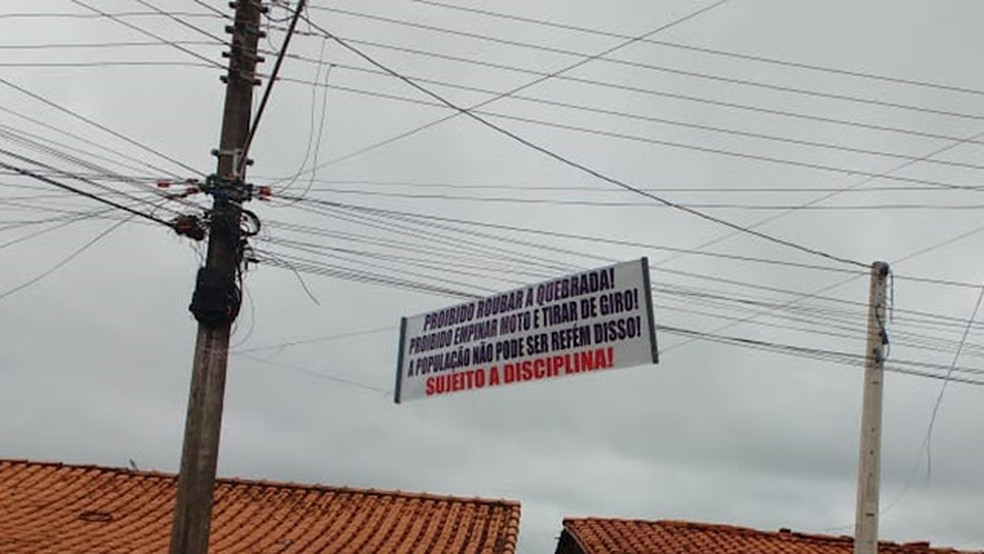 PROIBIDO ROUBAR A QUEBRADA!
PROIBIDO EMPINAR MOTO E TIRAR DE GIRO!
A POPULAÇÃO NÃO PODE SER REFÉM DISSO!
SUJEITO A DISCIPLINA!